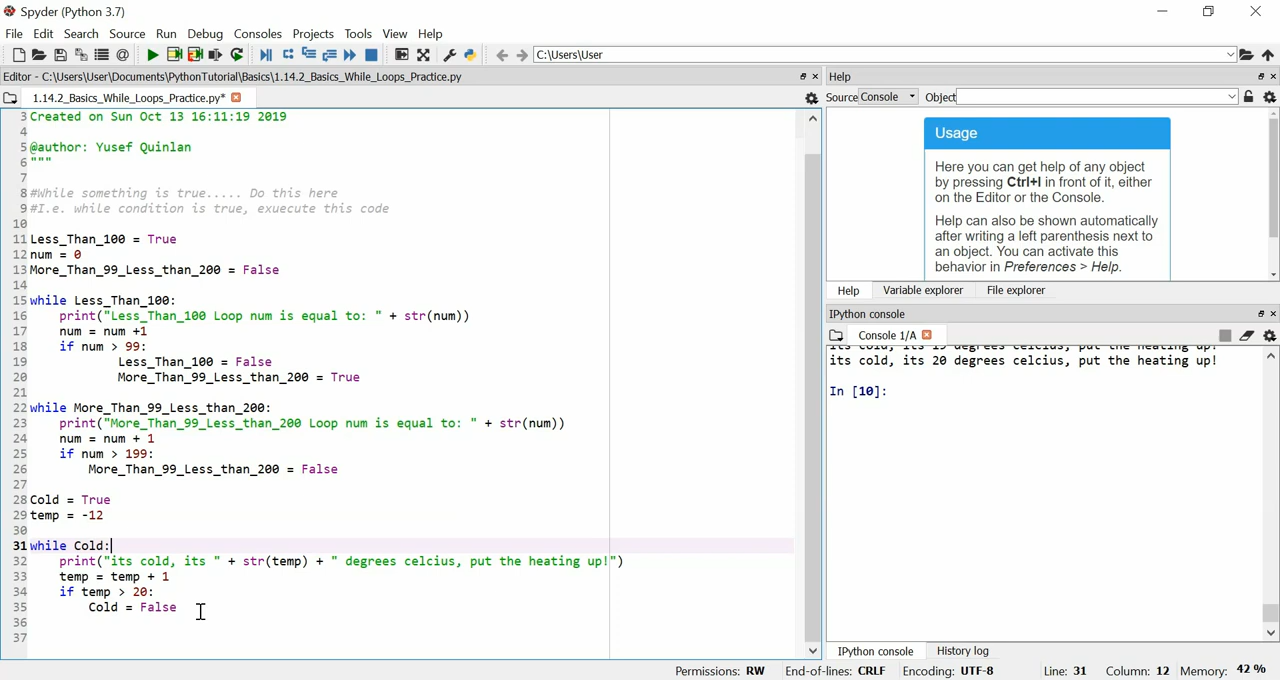 Spyder (Python 3.7)
File Edit Search Source Run Debug Consoles Projects Tools View Help
C:\Users\User
Editor - C:\Users\User\Documents\PythonTutorial\Basics\1.14.2_Basics_While_Loops_Practice.py
1.14.2_Basics_While_Loops_Practice.py*
3 Created on Sun Oct 13 16:11:19 2019
4
5 @author: Yusef Quinlan
6 """
7
8 #While something is true..... Do this here
9 #I.e. while condition is true, exuecute this code
10
11 Less_Than_100 = True
12 num = 0
13 More_Than_99_Less_than_200 = False
14
15 while Less_Than_100:
16 print("Less_Than_100 Loop num is equal to: " + str(num))
17 num = num +1
18 if num > 99:
19 Less_Than_100 = False
20 More_Than_99_Less_than_200 = True
21
22 while More_Than_99_Less_than_200:
23 print("More_Than_99_Less_than_200 Loop num is equal to: " + str(num))
24 num = num + 1
25 if num > 199:
26 More_Than_99_Less_than_200 = False
27
28 Cold = True
29 temp = -12
30
31 while Cold:
32 print("its cold, its " + str(temp) + " degrees celcius, put the heating up!")
33 temp = temp + 1
34 if temp > 20:
35 Cold = False
36
37
Help
Source Console Object
Usage
Here you can get help of any object
by pressing Ctrl+I in front of it, either
on the Editor or the Console.
Help can also be shown automatically
after writing a left parenthesis next to
an object. You can activate this
behavior in Preferences > Help.
Help Variable explorer File explorer
IPython console
Console 1/A
its cold, its 19 degrees celcius, put the heating up!
its cold, its 20 degrees celcius, put the heating up!
In [10]:
IPython console History log
Permissions: RW End-of-lines: CRLF Encoding: UTF-8 Line: 31 Column: 12 Memory: 42 %